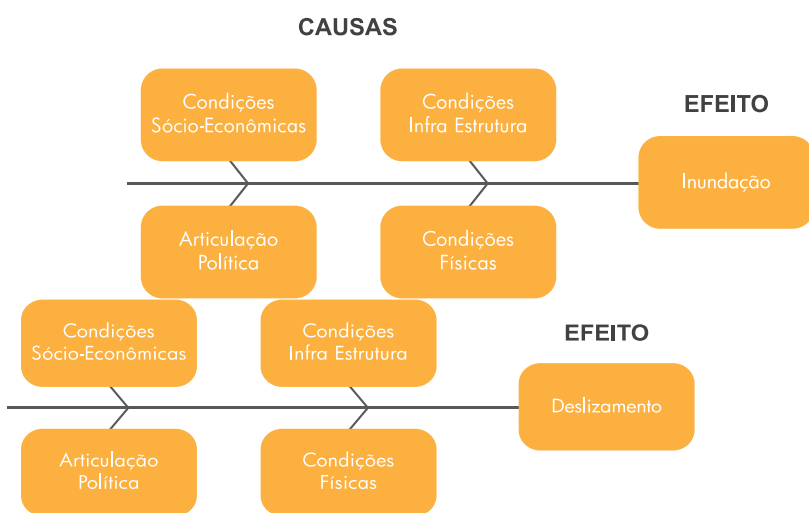 CAUSAS
Condições
Sócio-Econômicas
Condições
Infra Estrutura
EFEITO
Inundação
Articulação
Política
Condições
Físicas
Condições
Sócio-Econômicas
Condições
Infra Estrutura
EFEITO
Deslizamento
Articulação
Política
Condições
Físicas